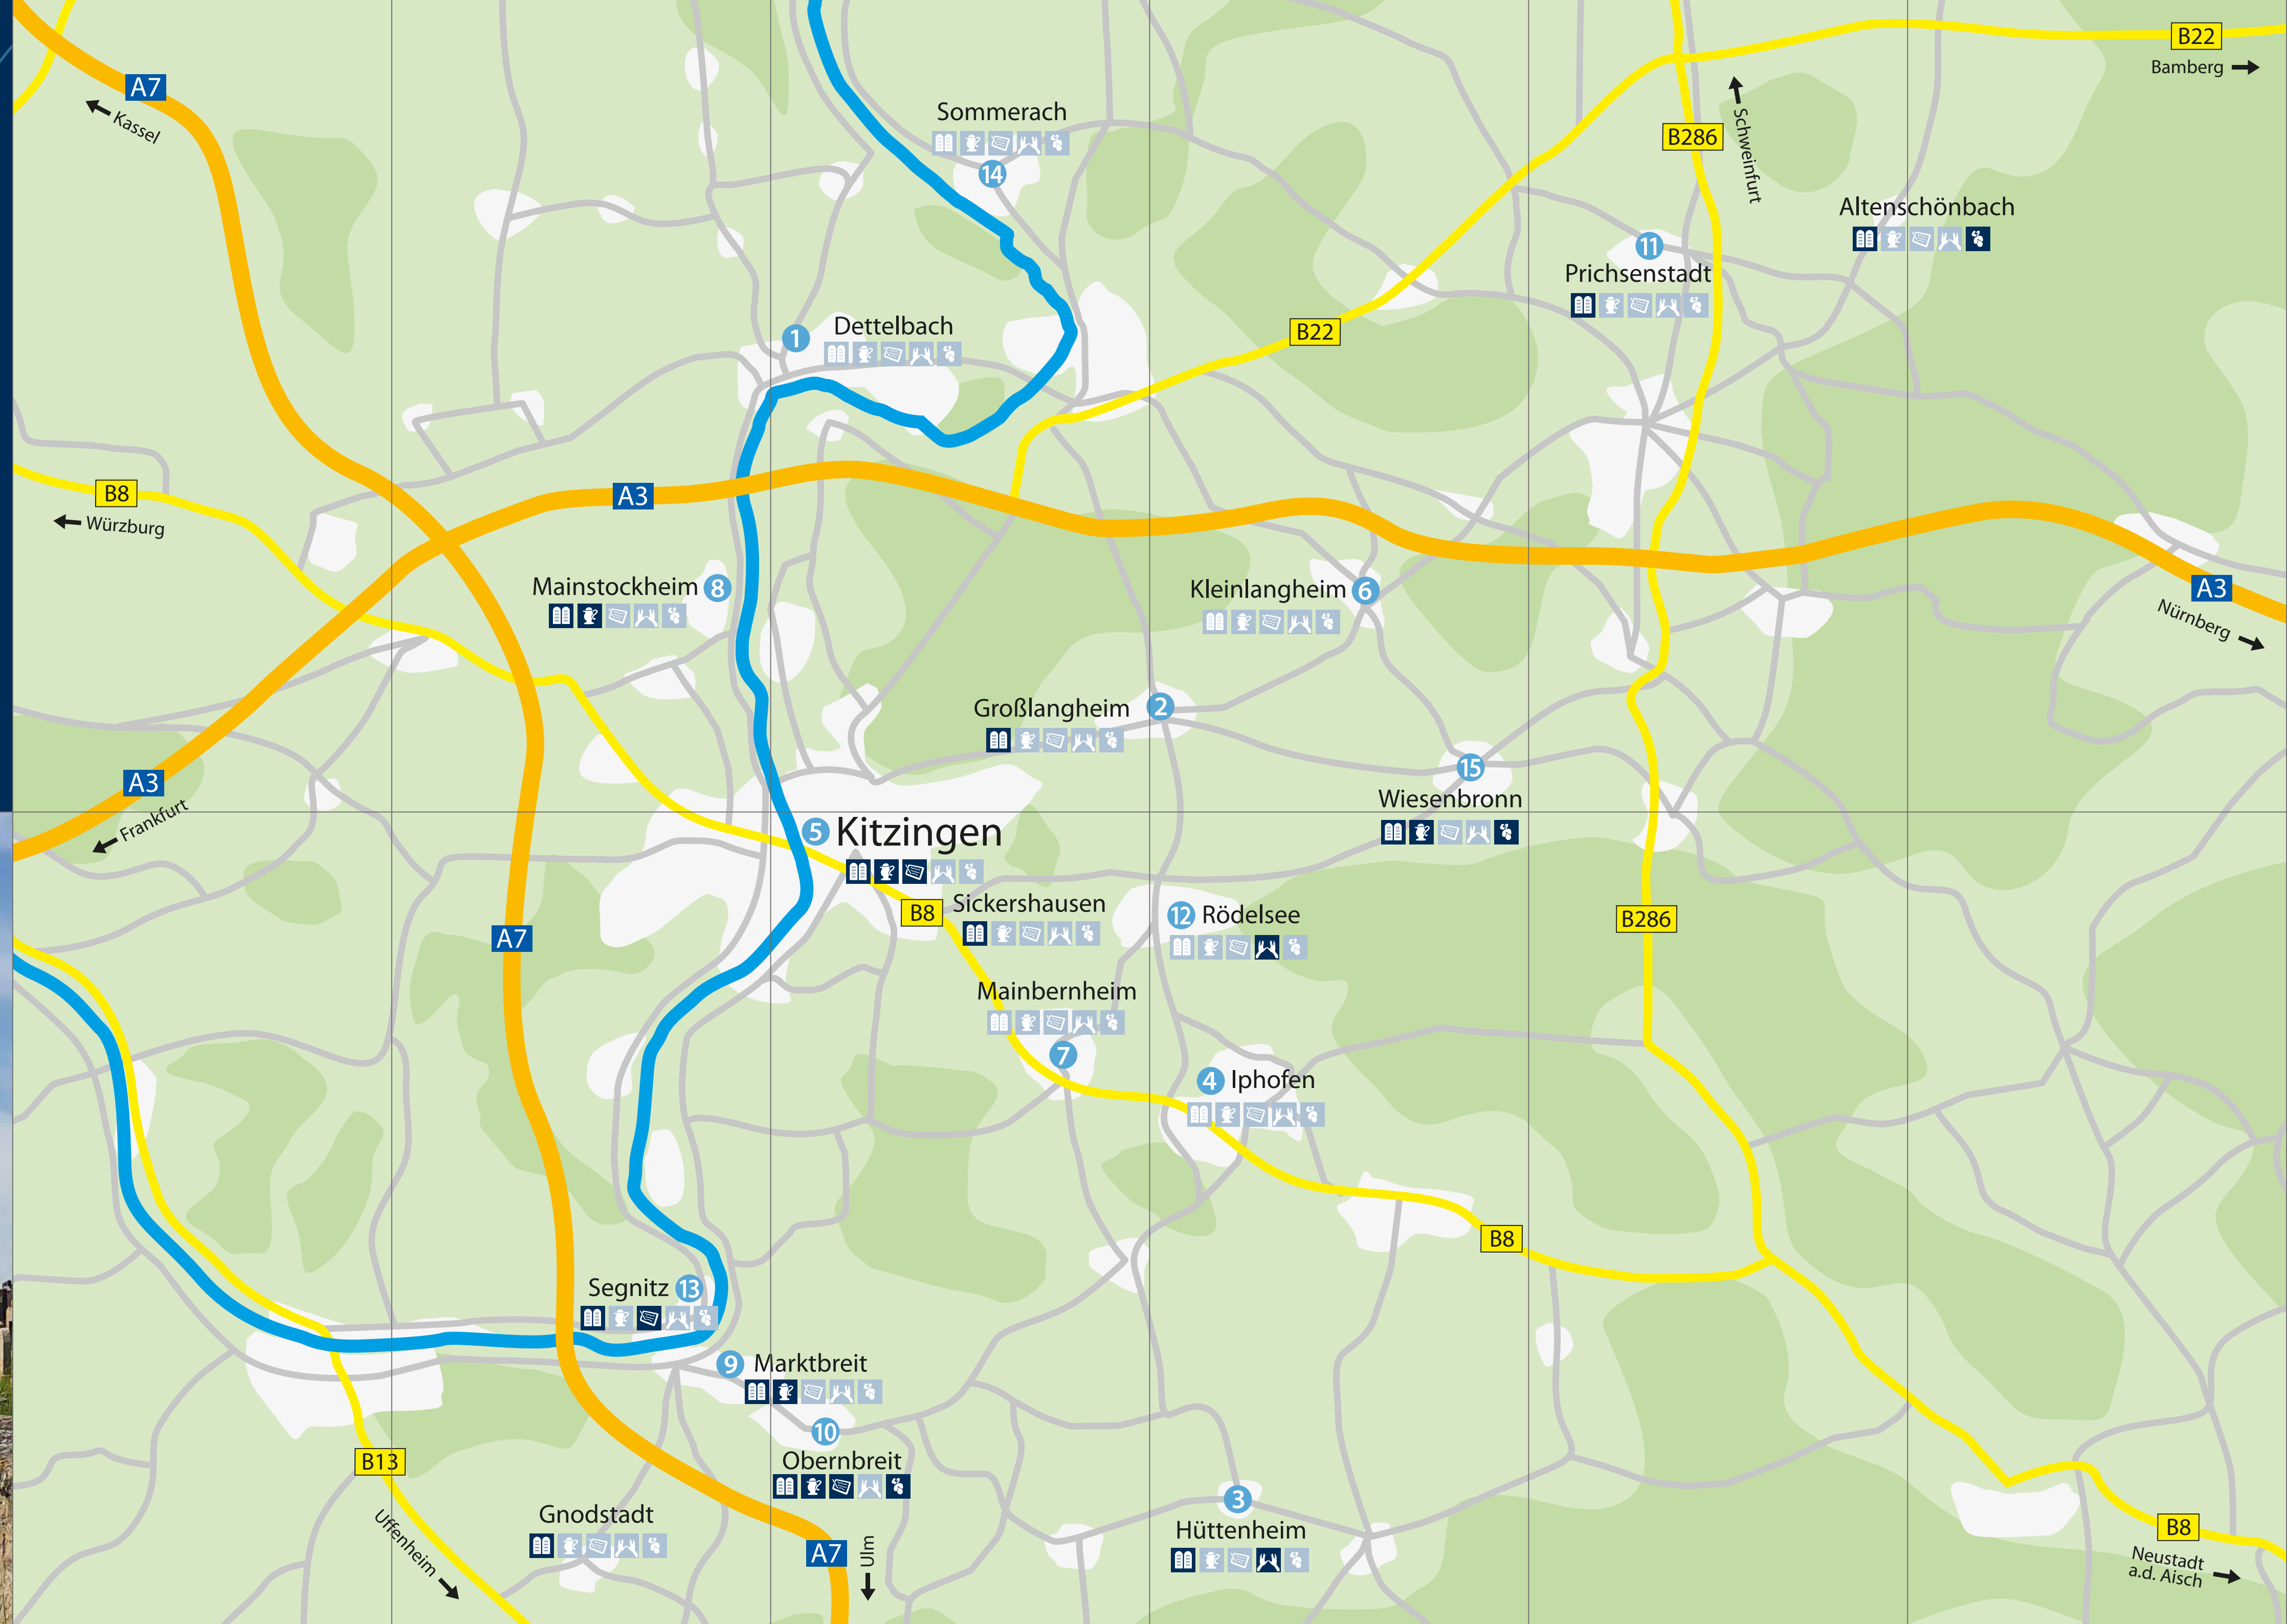 B22
Bamberg
A7
Kassel
Sommerach
14
B286
Schweinfurt
Altenschönbach
11
Prichsenstadt
1
Dettelbach
B22
B8
Würzburg
A3
Mainstockheim 8
Kleinlangheim 6
A3
Nürnberg
Großlangheim 2
15
Wiesenbronn
A3
Frankfurt
5 Kitzingen
B8
Sickershausen
12 Rödelsee
B286
A7
Mainbernheim
7
4 Iphofen
B8
Segnitz 13
9 Marktbreit
10
Obernbreit
B13
Uffenheim
Gnodstadt
3
Hüttenheim
A7
Ulm
B8
Neustadt
a.d. Aisch